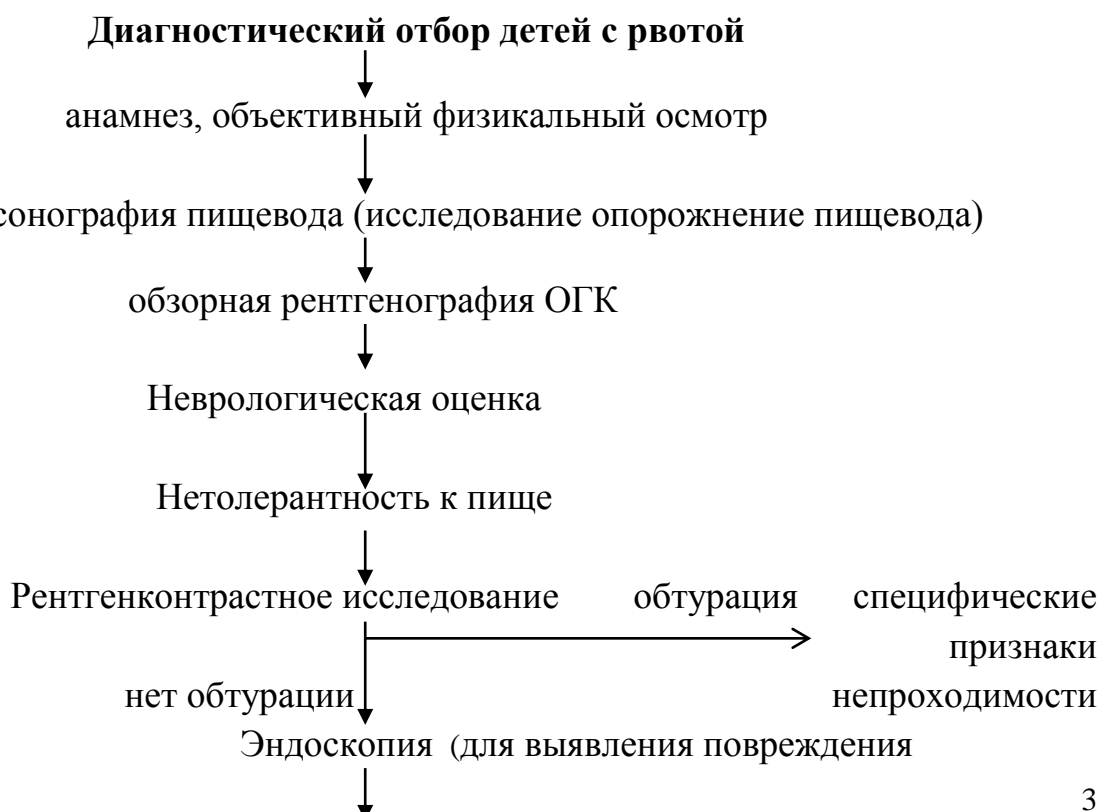 Диагностический отбор детей с рвотой
анамнез, объективный физикальный осмотр
сонография пищевода (исследование опорожнение пищевода)
обзорная рентгенография ОГК
Неврологическая оценка
Нетолерантность к пище
Рентгенконтрастное исследование обтурация специфические
признаки
нет обтурации непроходимости
Эндоскопия (для выявления повреждения
3